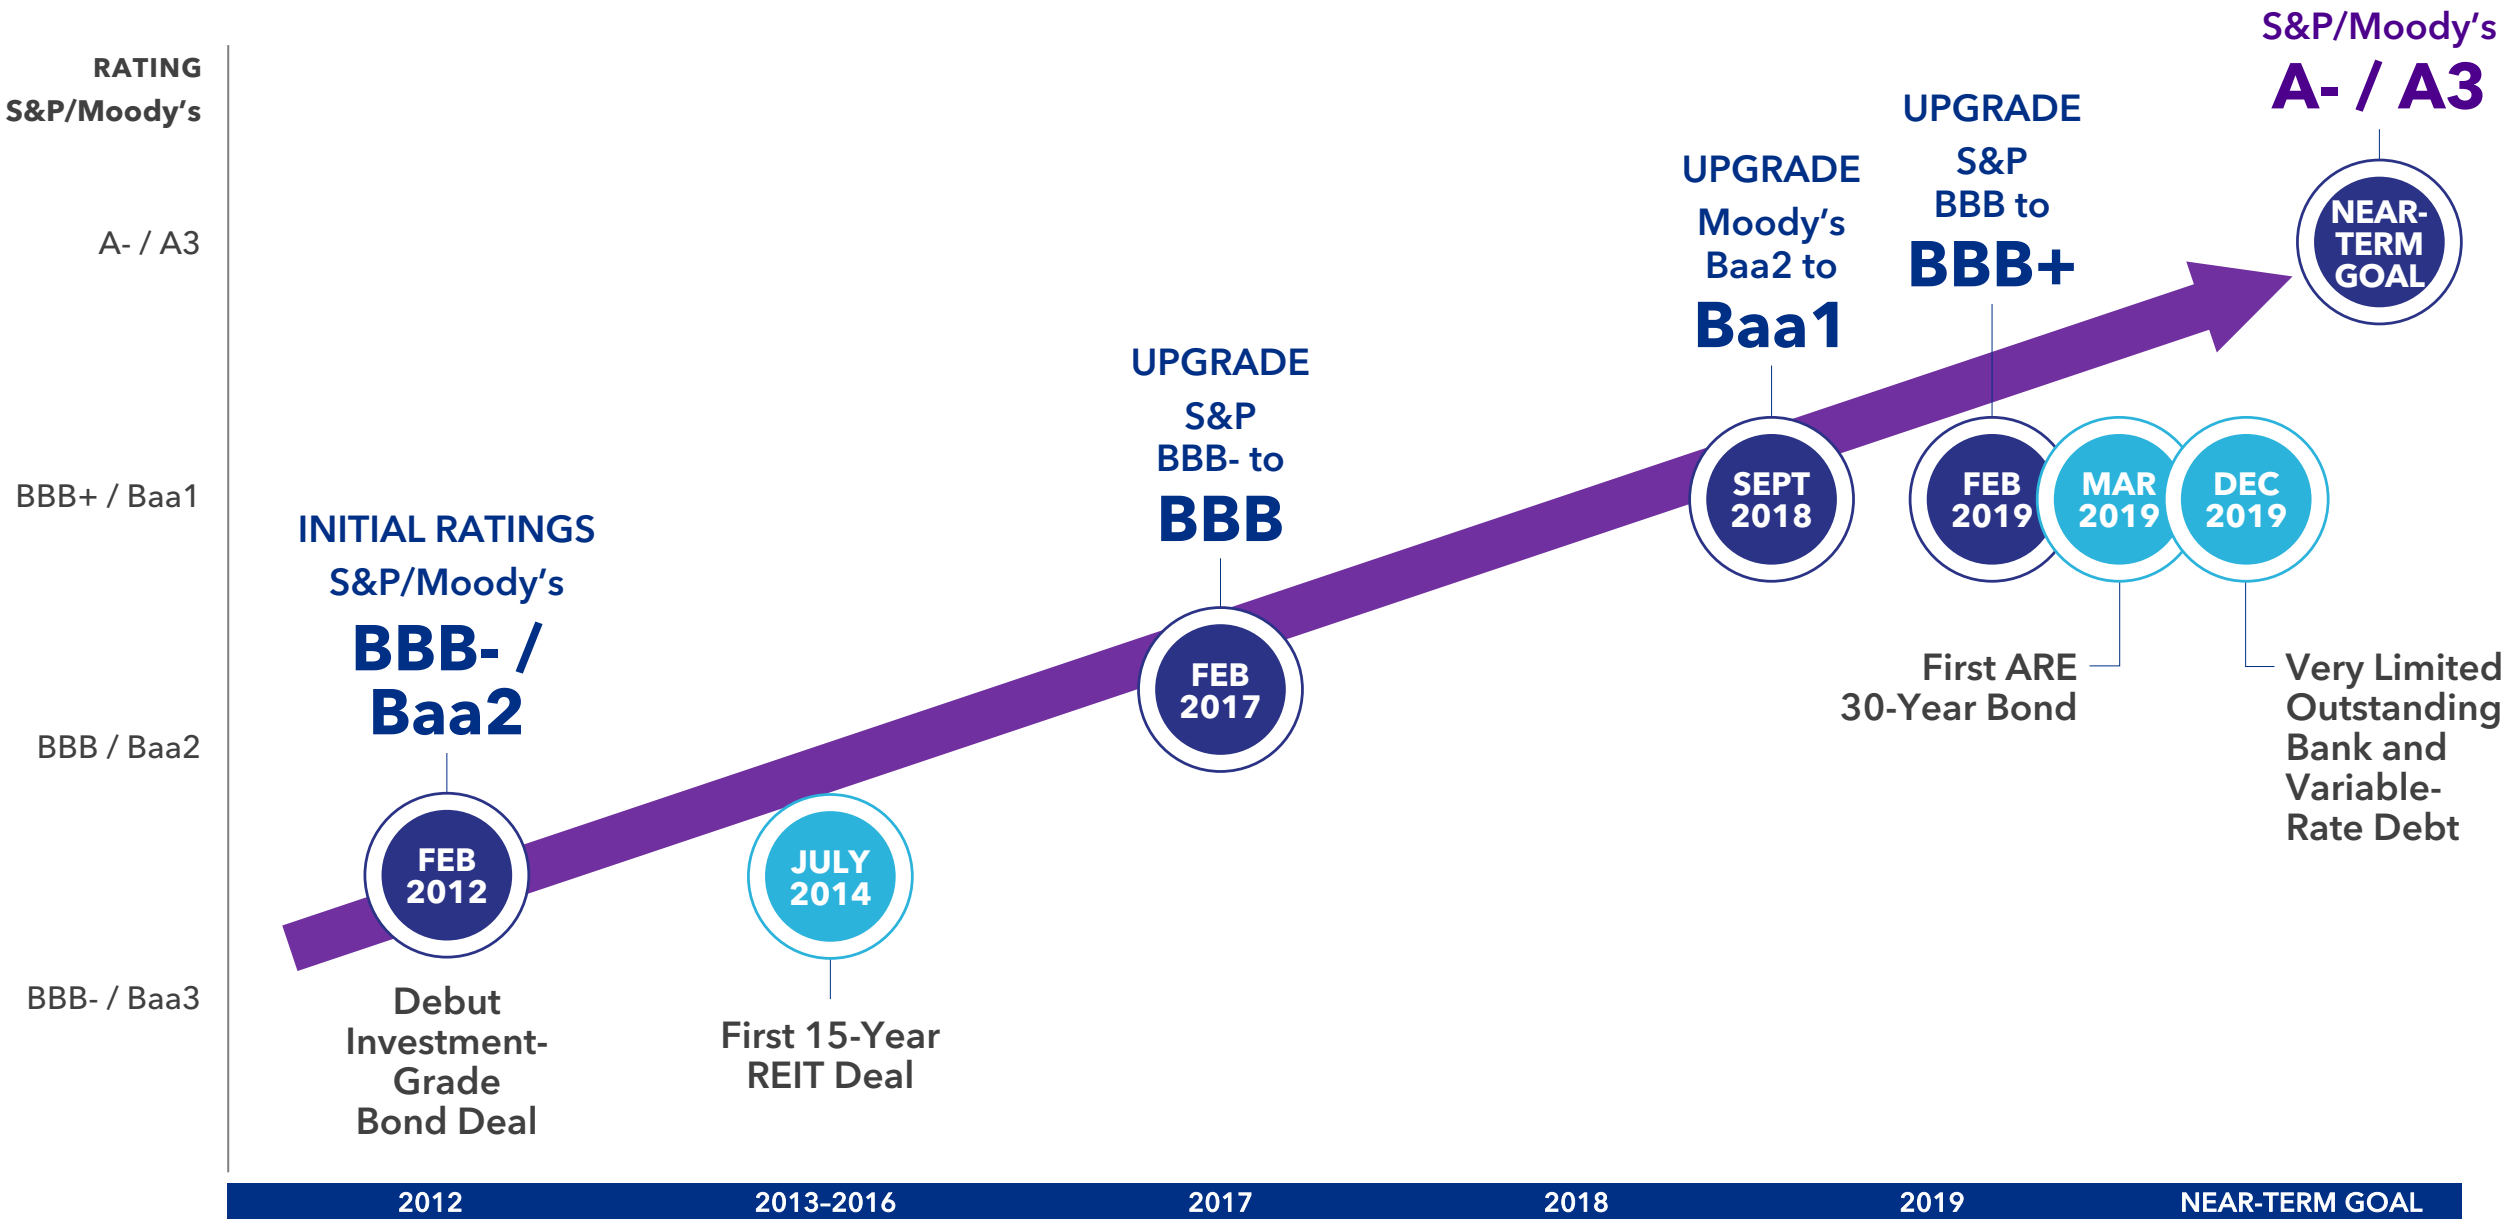 RATING
S&P/Moody's
A- / A3
BBB+ / Baa1
BBB / Baa2
BBB- / Baa3
INITIAL RATINGS
S&P/Moody's
BBB- /
Baa2
FEB
2012
Debut
Investment-
Grade
Bond Deal
JULY
2014
First 15-Year
REIT Deal
UPGRADE
S&P
BBB- to
BBB
FEB
2017
UPGRADE
Moody's
Baa2 to
Baa1
SEPT
2018
UPGRADE
S&P
BBB to
BBB+
FEB
2019
MAR
2019
First ARE
30-Year Bond
DEC
2019
Very Limited
Outstanding
Bank and
Variable-
Rate Debt
S&P/Moody's
A- / A3
NEAR-
TERM
GOAL
2012
2013–2016
2017
2018
2019
NEAR-TERM GOAL